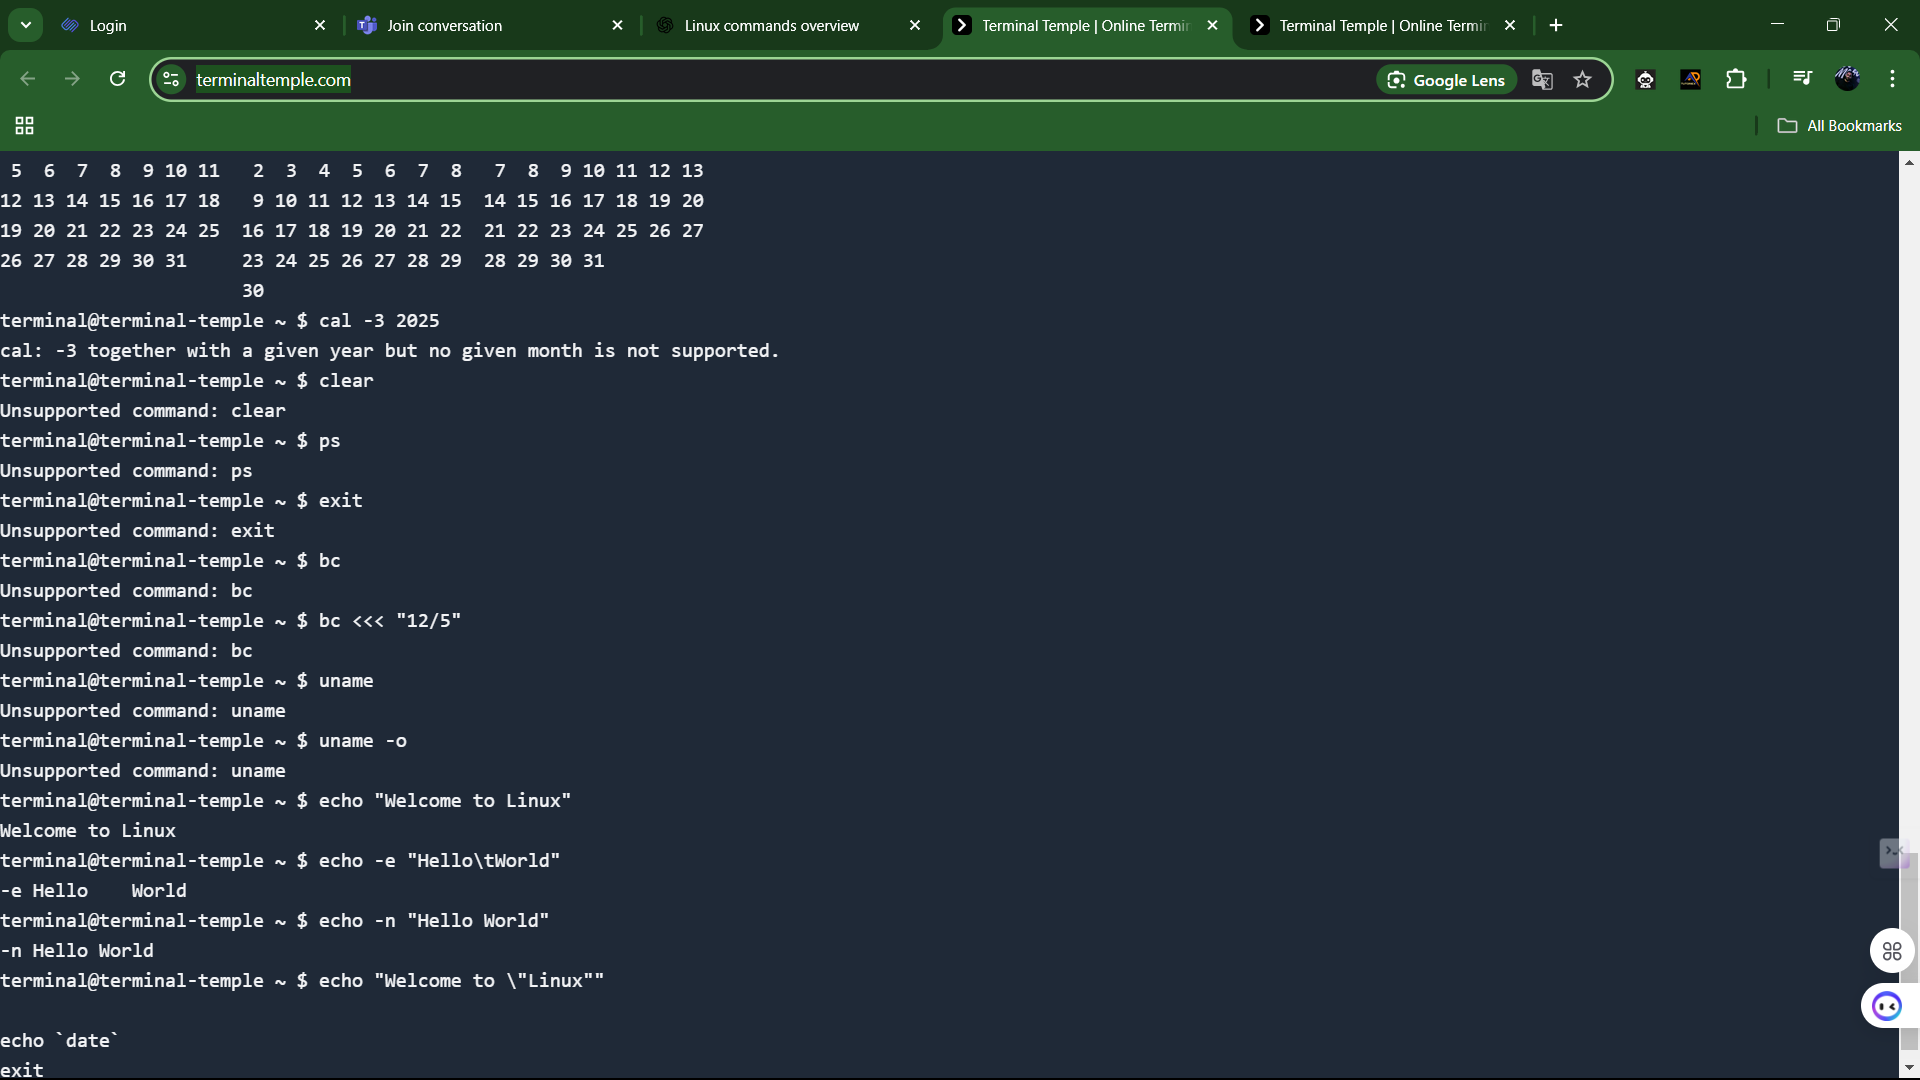 Login
Join conversation
Linux commands overview
Terminal Temple | Online Termin
Terminal Temple | Online Termin
terminaltemple.com
Google Lens
All Bookmarks
 5  6  7  8  9 10 11   2  3  4  5  6  7  8   7  8  9 10 11 12 13
12 13 14 15 16 17 18   9 10 11 12 13 14 15  14 15 16 17 18 19 20
19 20 21 22 23 24 25  16 17 18 19 20 21 22  21 22 23 24 25 26 27
26 27 28 29 30 31     23 24 25 26 27 28 29  28 29 30 31
                      30
terminal@terminal-temple ~ $ cal -3 2025
cal: -3 together with a given year but no given month is not supported.
terminal@terminal-temple ~ $ clear
Unsupported command: clear
terminal@terminal-temple ~ $ ps
Unsupported command: ps
terminal@terminal-temple ~ $ exit
Unsupported command: exit
terminal@terminal-temple ~ $ bc
Unsupported command: bc
terminal@terminal-temple ~ $ bc <<< "12/5"
Unsupported command: bc
terminal@terminal-temple ~ $ uname
Unsupported command: uname
terminal@terminal-temple ~ $ uname -o
Unsupported command: uname
terminal@terminal-temple ~ $ echo "Welcome to Linux"
Welcome to Linux
terminal@terminal-temple ~ $ echo -e "Hello\tWorld"
-e Hello    World
terminal@terminal-temple ~ $ echo -n "Hello World"
-n Hello World
terminal@terminal-temple ~ $ echo "Welcome to \"Linux""
echo `date`
exit